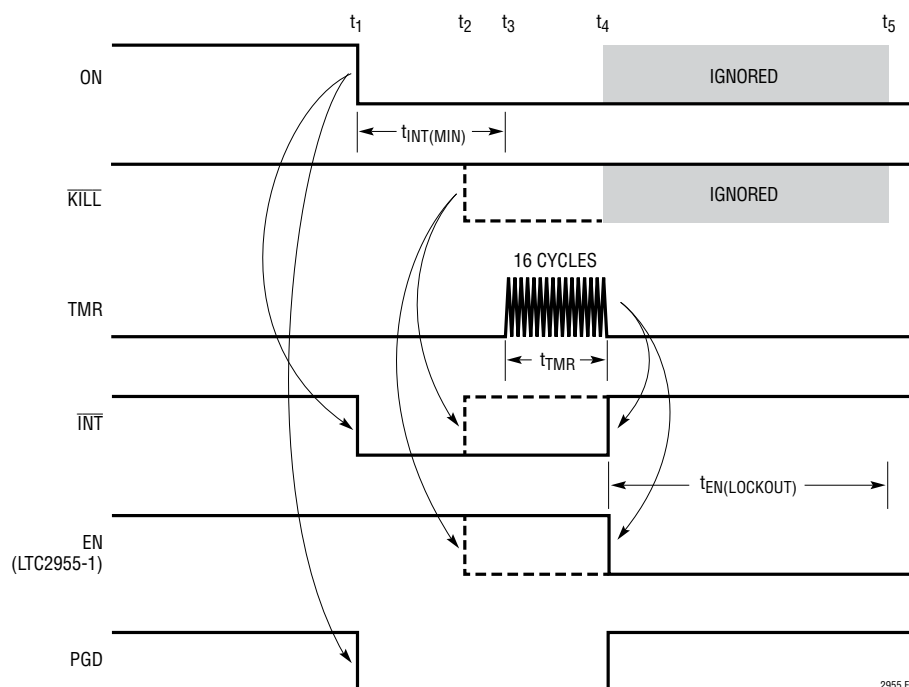 t1 t2 t3 t4 t5
ON
IGNORED
tINT(MIN)
KILL
IGNORED
16 CYCLES
TMR
tTMR
INT
tEN(LOCKOUT)
EN
(LTC2955-1)
PGD
2955 F